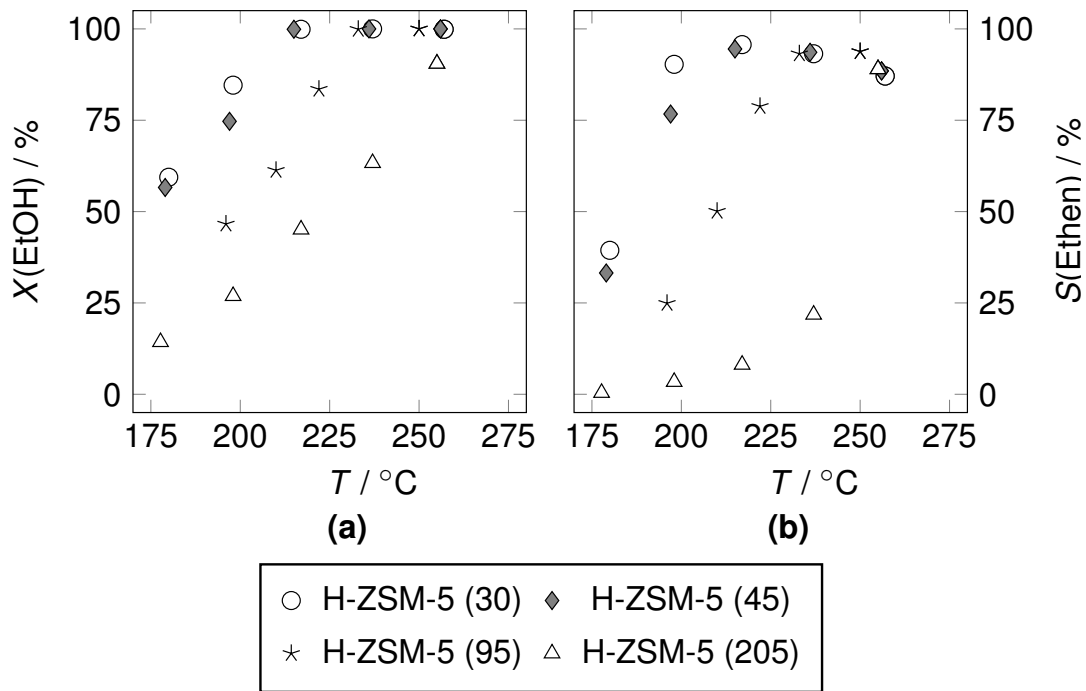 X(EtOH) / %
100
75
50
25
0
175 200 225 250 275
T / °C
(a)
S(Ethen) / %
100
75
50
25
0
175 200 225 250 275
T / °C
(b)
H-ZSM-5 (30) H-ZSM-5 (45)
H-ZSM-5 (95) H-ZSM-5 (205)